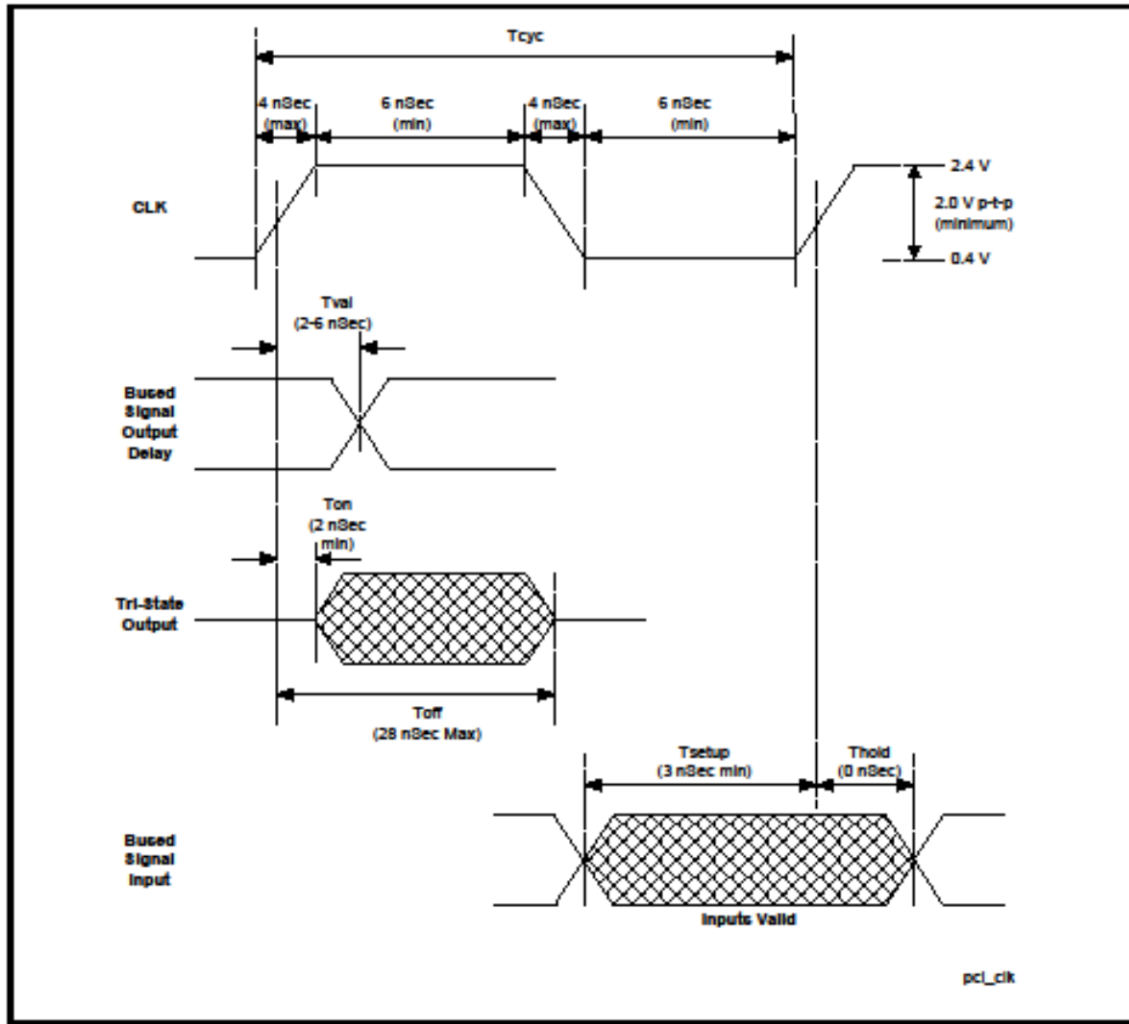 Tcyc
4 nSec
(max)
6 nSec
(min)
4 nSec
(max)
6 nSec
(min)
CLK
2.4 V
2.0 V p-t-p
(minimum)
0.4 V
Tval
(2-6 nSec)
Bused
Signal
Output
Delay
Ton
(2 nSec
min)
Tri-State
Output
Toff
(28 nSec Max)
Tsetup
(3 nSec min)
Thold
(0 nSec)
Bused
Signal
Input
Inputs Valid
pci_clk